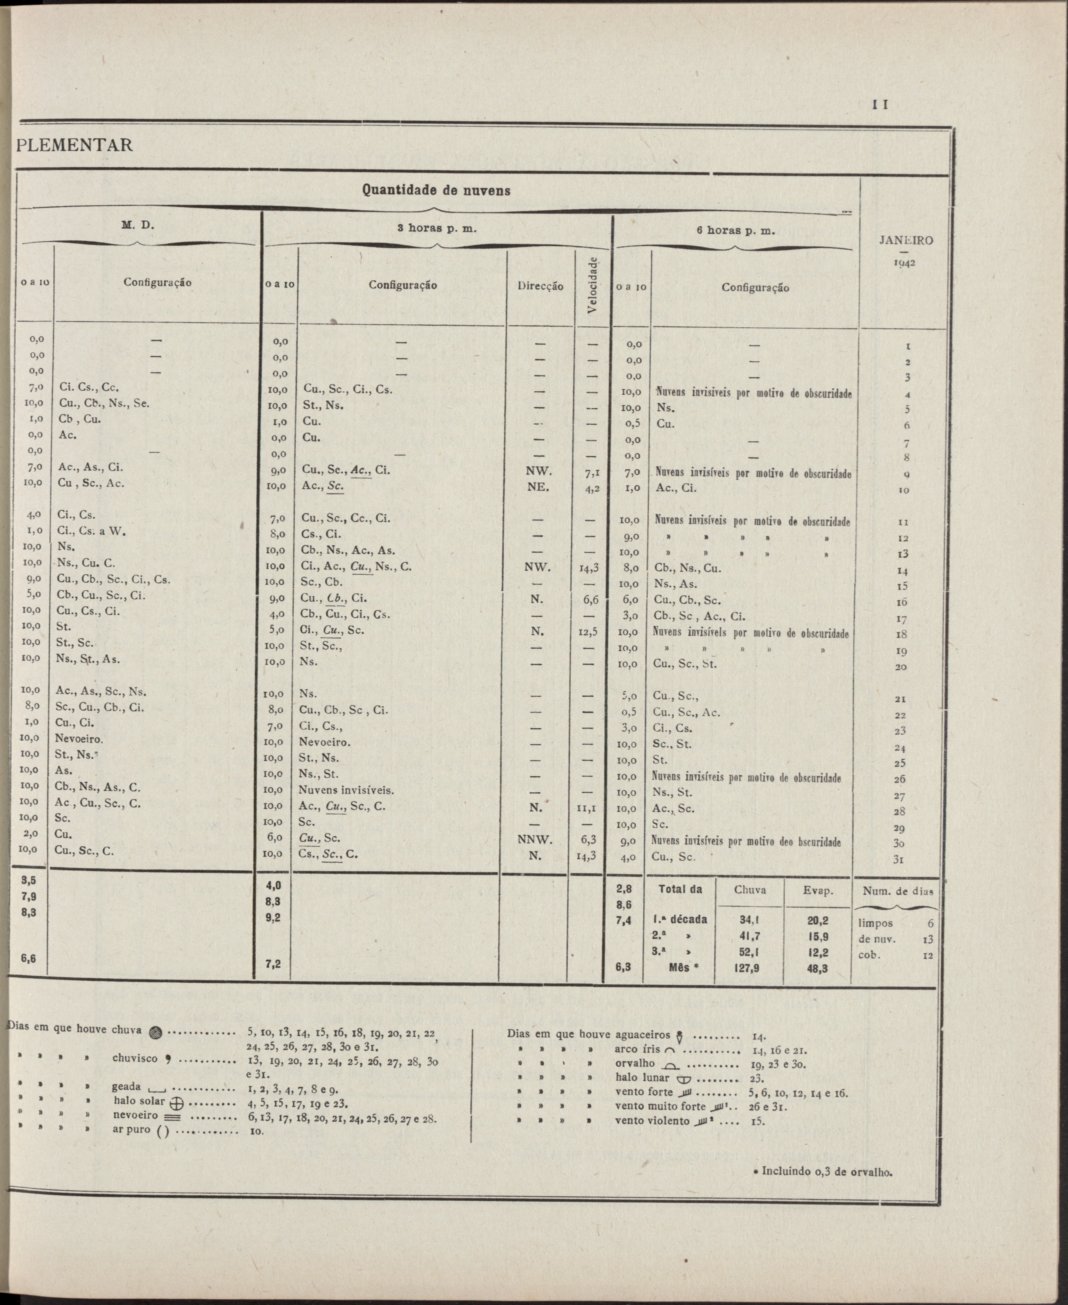 11
PLEMENTAR
Quantidade de nuvens
M. D. 3 horas p. m. 6 horas p. m. JANEIRO
1942
0 a 10 Configuração 0 a 10 Configuração Direcção Velocidade 0 a 10 Configuração
0,0 — 0,0 — — — 0,0 — 1
0,0 — 0,0 — — — 0,0 — 2
0,0 — 0,0 — — — 0,0 — 3
7,0 Ci. Cs., Cc. 10,0 Cu., Sc., Ci., Cs. — — 10,0 Nuvens invisíveis por motivo de obscuridade 4
10,0 Cu., Cb., Ns., Se. 10,0 St., Ns. — — 10,0 Ns. 5
1,0 Cb , Cu. 1,0 Cu. — — 0,5 Cu. 6
0,0 Ac. 0,0 Cu. — — 0,0 — 7
0,0 — 0,0 — — — 0,0 — 8
7,0 Ac., As., Ci. 9,0 Cu., Sc., Ac., Ci. NW. 7,1 7,0 Nuvens invisíveis por motivo de obscuridade 9
10,0 Cu , Sc., Ac. 10,0 Ac., Sc. NE. 4,2 1,0 Ac., Ci. 10
4,0 Ci., Cs. 7,0 Cu., Sc., Cc., Ci. — — 10,0 Nuvens invisíveis por motivo de obscuridade 11
1,0 Ci., Cs. a W. 8,0 Cs., Ci. — — 9,0 » » » » » 12
10,0 Ns. 10,0 Cb., Ns., Ac., As. — — 10,0 » » » » » 13
10,0 Ns., Cu. C. 10,0 Ci., Ac., Cu., Ns., C. NW. 14,3 8,0 Cb., Ns., Cu. 14
9,0 Cu., Cb., Sc., Ci., Cs. 10,0 Sc., Cb. — — 10,0 Ns., As. 15
5,0 Cb., Cu., Sc., Ci. 9,0 Cu., Cb., Ci. N. 6,6 6,0 Cu., Cb., Sc. 16
10,0 Cu., Cs., Ci. 4,0 Cb., Cu., Ci., Cs. — — 3,0 Cb., Sc , Ac., Ci. 17
10,0 St. 5,0 Ci., Cu., Sc. N. 12,5 10,0 Nuvens invisíveis por motivo de obscuridade 18
10,0 St., Sc. 10,0 St., Sc., — — 10,0 » » » » » 19
10,0 Ns., St., As. 10,0 Ns. — — 10,0 Cu., Sc., St. 20
10,0 Ac., As., Sc., Ns. 10,0 Ns. — — 5,0 Cu., Sc., 21
8,0 Sc., Cu., Cb., Ci. 8,0 Cu., Cb., Sc , Ci. — — 0,5 Cu., Sc., Ac. 22
1,0 Cu., Ci. 7,0 Ci., Cs., — — 3,0 Ci., Cs. 23
10,0 Nevoeiro. 10,0 Nevoeiro. — — 10,0 Sc., St. 24
10,0 St., Ns. 10,0 St., Ns. — — 10,0 St. 25
10,0 As. 10,0 Ns., St. — — 10,0 Nuvens invisíveis por motivo de obscuridade 26
10,0 Cb., Ns., As., C. 10,0 Nuvens invisíveis. — — 10,0 Ns., St. 27
10,0 Ac , Cu., Sc., C. 10,0 Ac., Cu., Sc., C. N. 11,1 10,0 Ac., Sc. 28
10,0 Sc. 10,0 Sc. — — 10,0 Sc. 29
2,0 Cu. 6,0 Cu., Sc. NNW. 6,3 9,0 Nuvens invisíveis por motivo deo bscuridade 30
10,0 Cu., Sc., C. 10,0 Cs., Sc., C. N. 14,3 4,0 Cu., Sc. 31
3,5 4,0 2,8 Total da Chuva Evap. Num. de dias
7,9 8,3 8,6
8,3 9,2 7,4 1.ª década 34,1 20,2 limpos 6
2.ª » 41,7 15,9 de nuv. 13
3.ª » 52,1 12,2 cob. 12
6,6 7,2 6,3 Mês * 127,9 48,3
Dias em que houve chuva ............ 5, 10, 13, 14, 15, 16, 18, 19, 20, 21, 22,
24, 25, 26, 27, 28, 30 e 31.
» » » » chuvisco ........... 13, 19, 20, 21, 24, 25, 26, 27, 28, 30
e 31.
» » » » geada ........... 1, 2, 3, 4, 7, 8 e 9.
» » » » halo solar ......... 4, 5, 15, 17, 19 e 23.
» » » » nevoeiro ......... 6, 13, 17, 18, 20, 21, 24, 25, 26, 27 e 28.
» » » » ar puro ( ) ............ 10.
Dias em que houve aguaceiros ......... 14.
» » » » arco íris ........... 14, 16 e 21.
» » » » orvalho .......... 19, 23 e 30.
» » » » halo lunar ........ 23.
» » » » vento forte ........ 5, 6, 10, 12, 14 e 16.
» » » » vento muito forte .. 26 e 31.
» » » » vento violento .... 15.
* Incluindo 0,3 de orvalho.